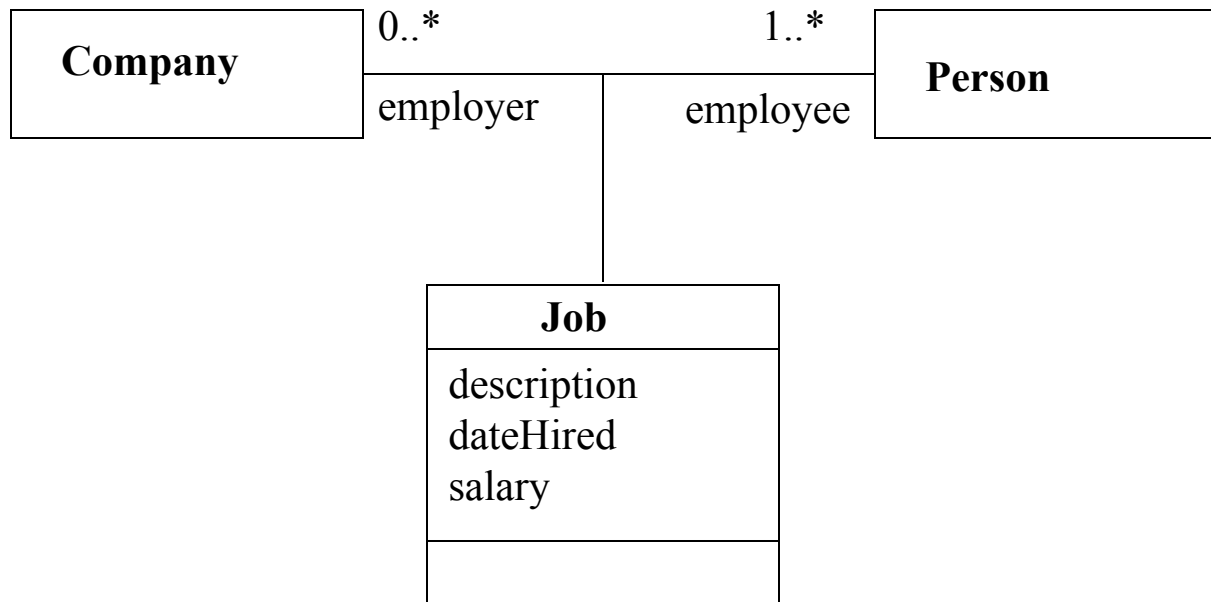 0..*
1..*
Company
Person
employer
employee
Job
description
dateHired
salary